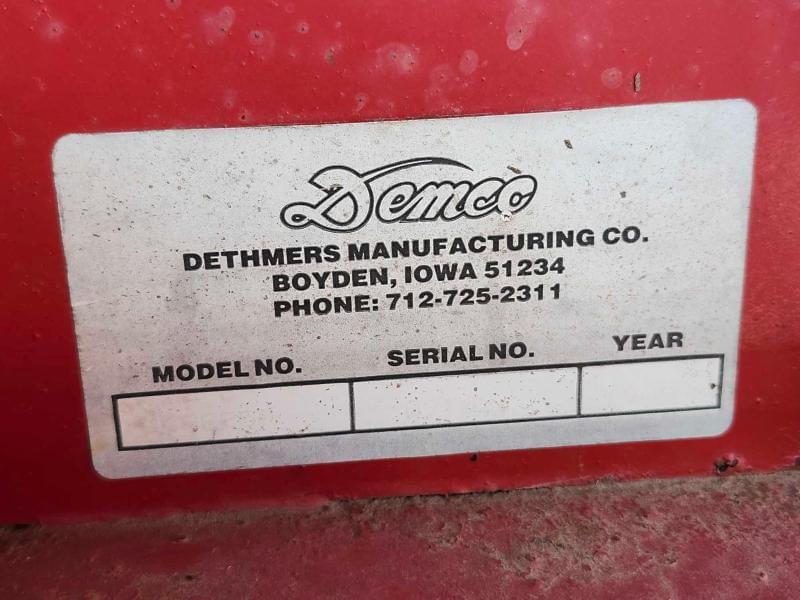 Demco
DETHMERS MANUFACTURING CO.
BOYDEN, IOWA 51234
PHONE: 712-725-2311
MODEL NO. SERIAL NO. YEAR